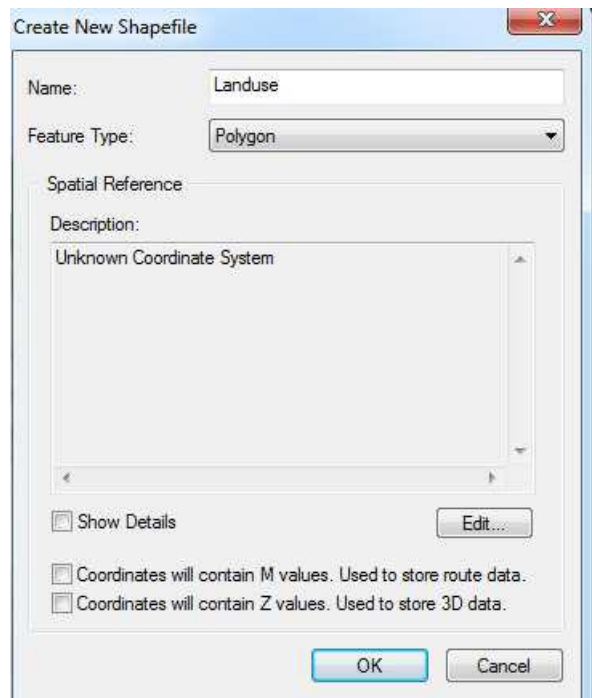 Create New Shapefile
Name: Landuse
Feature Type: Polygon
Spatial Reference
Description:
Unknown Coordinate System
Show Details Edit...
Coordinates will contain M values. Used to store route data.
Coordinates will contain Z values. Used to store 3D data.
OK Cancel